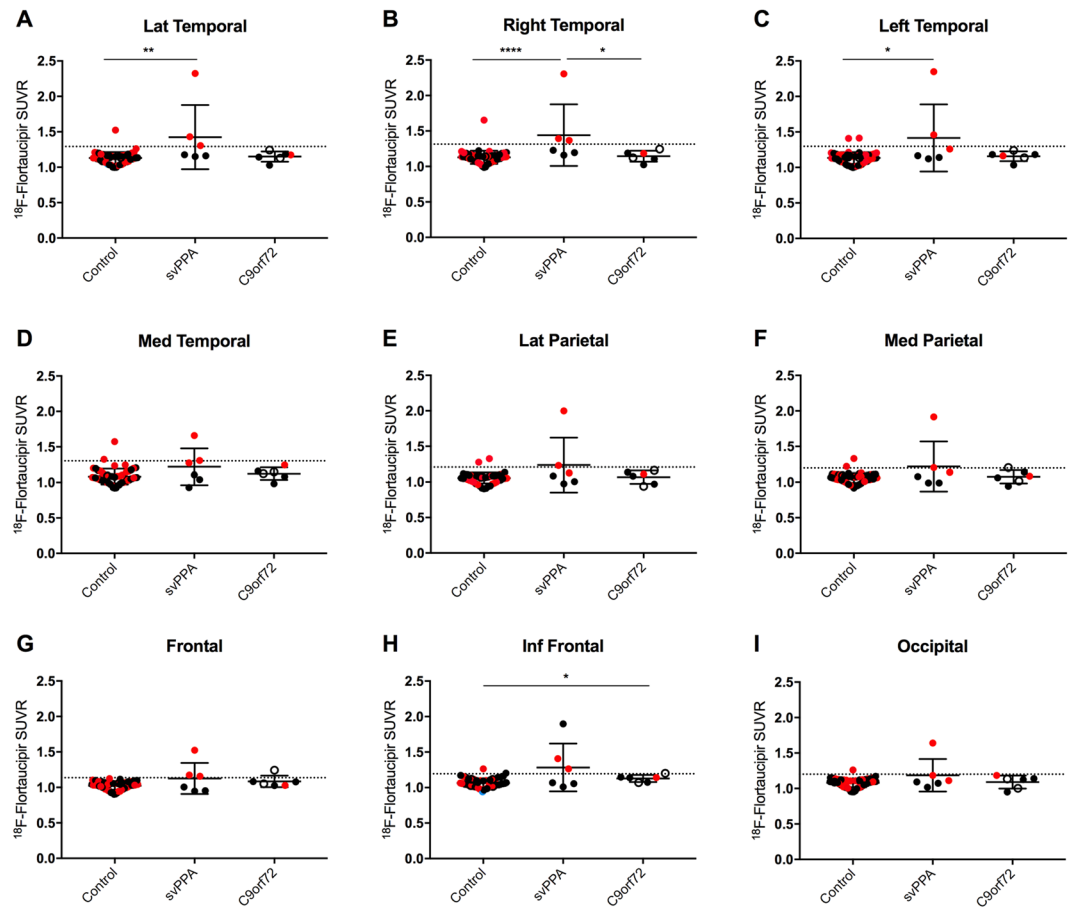 A
Lat Temporal
**
18F-Flortaucipir SUVR
2.5
2.0
1.5
1.0
0.5
0.0
Control
svPPA
C9orf72
B
Right Temporal
****
*
18F-Flortaucipir SUVR
2.5
2.0
1.5
1.0
0.5
0.0
Control
svPPA
C9orf72
C
Left Temporal
*
18F-Flortaucipir SUVR
2.5
2.0
1.5
1.0
0.5
0.0
Control
svPPA
C9orf72
D
Med Temporal
18F-Flortaucipir SUVR
2.5
2.0
1.5
1.0
0.5
0.0
Control
svPPA
C9orf72
E
Lat Parietal
18F-Flortaucipir SUVR
2.5
2.0
1.5
1.0
0.5
0.0
Control
svPPA
C9orf72
F
Med Parietal
18F-Flortaucipir SUVR
2.5
2.0
1.5
1.0
0.5
0.0
Control
svPPA
C9orf72
G
Frontal
18F-Flortaucipir SUVR
2.5
2.0
1.5
1.0
0.5
0.0
Control
svPPA
C9orf72
H
Inf Frontal
*
18F-Flortaucipir SUVR
2.5
2.0
1.5
1.0
0.5
0.0
Control
svPPA
C9orf72
I
Occipital
18F-Flortaucipir SUVR
2.5
2.0
1.5
1.0
0.5
0.0
Control
svPPA
C9orf72